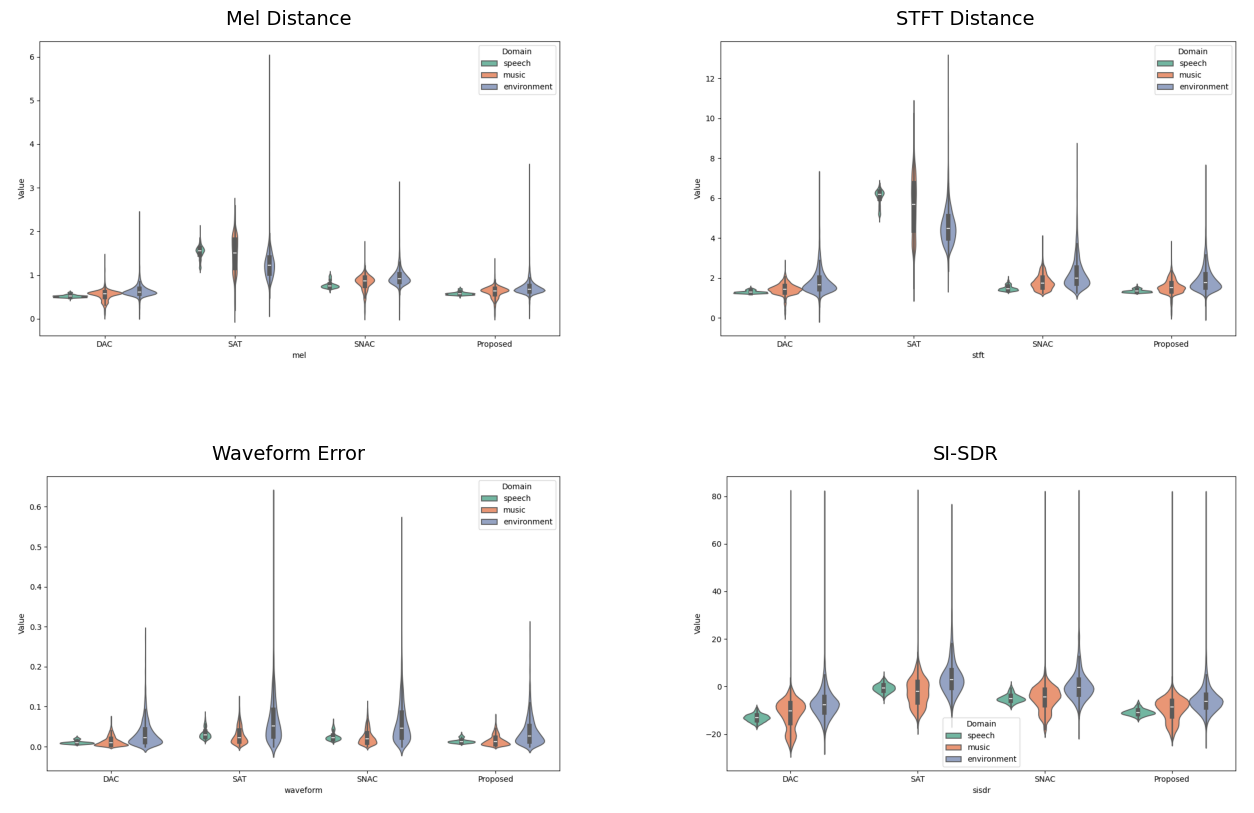 Mel Distance
STFT Distance
Domain
speech
music
environment
6
5
4
3
2
1
0
Value
DAC
SAT
SNAC
Proposed
mel
Domain
speech
music
environment
12
10
8
6
4
2
0
Value
DAC
SAT
SNAC
Proposed
stft
Waveform Error
SI-SDR
Domain
speech
music
environment
0.6
0.5
0.4
0.3
0.2
0.1
0.0
Value
DAC
SAT
SNAC
Proposed
waveform
80
60
40
20
0
−20
Value
Domain
speech
music
environment
DAC
SAT
SNAC
Proposed
sisdr